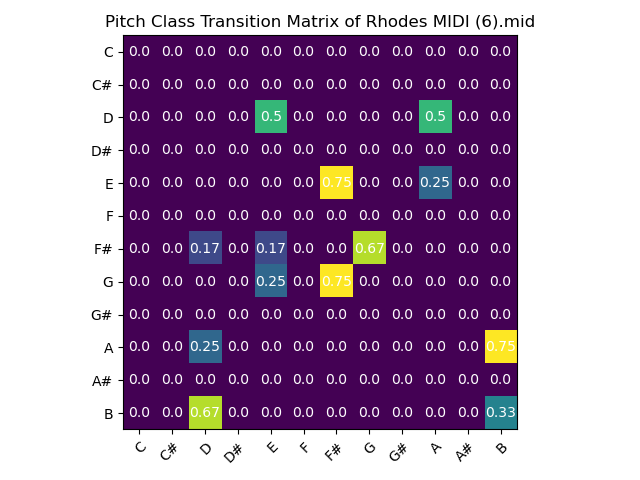 Pitch Class Transition Matrix of Rhodes MIDI (6).mid
C 0.0 0.0 0.0 0.0 0.0 0.0 0.0 0.0 0.0 0.0 0.0 0.0
C# 0.0 0.0 0.0 0.0 0.0 0.0 0.0 0.0 0.0 0.0 0.0 0.0
D 0.0 0.0 0.0 0.0 0.5 0.0 0.0 0.0 0.0 0.5 0.0 0.0
D# 0.0 0.0 0.0 0.0 0.0 0.0 0.0 0.0 0.0 0.0 0.0 0.0
E 0.0 0.0 0.0 0.0 0.0 0.0 0.75 0.0 0.0 0.25 0.0 0.0
F 0.0 0.0 0.0 0.0 0.0 0.0 0.0 0.0 0.0 0.0 0.0 0.0
F# 0.0 0.0 0.17 0.0 0.17 0.0 0.0 0.67 0.0 0.0 0.0 0.0
G 0.0 0.0 0.0 0.0 0.25 0.0 0.75 0.0 0.0 0.0 0.0 0.0
G# 0.0 0.0 0.0 0.0 0.0 0.0 0.0 0.0 0.0 0.0 0.0 0.0
A 0.0 0.0 0.25 0.0 0.0 0.0 0.0 0.0 0.0 0.0 0.0 0.75
A# 0.0 0.0 0.0 0.0 0.0 0.0 0.0 0.0 0.0 0.0 0.0 0.0
B 0.0 0.0 0.67 0.0 0.0 0.0 0.0 0.0 0.0 0.0 0.0 0.33
C C# D D# E F F# G G# A A# B